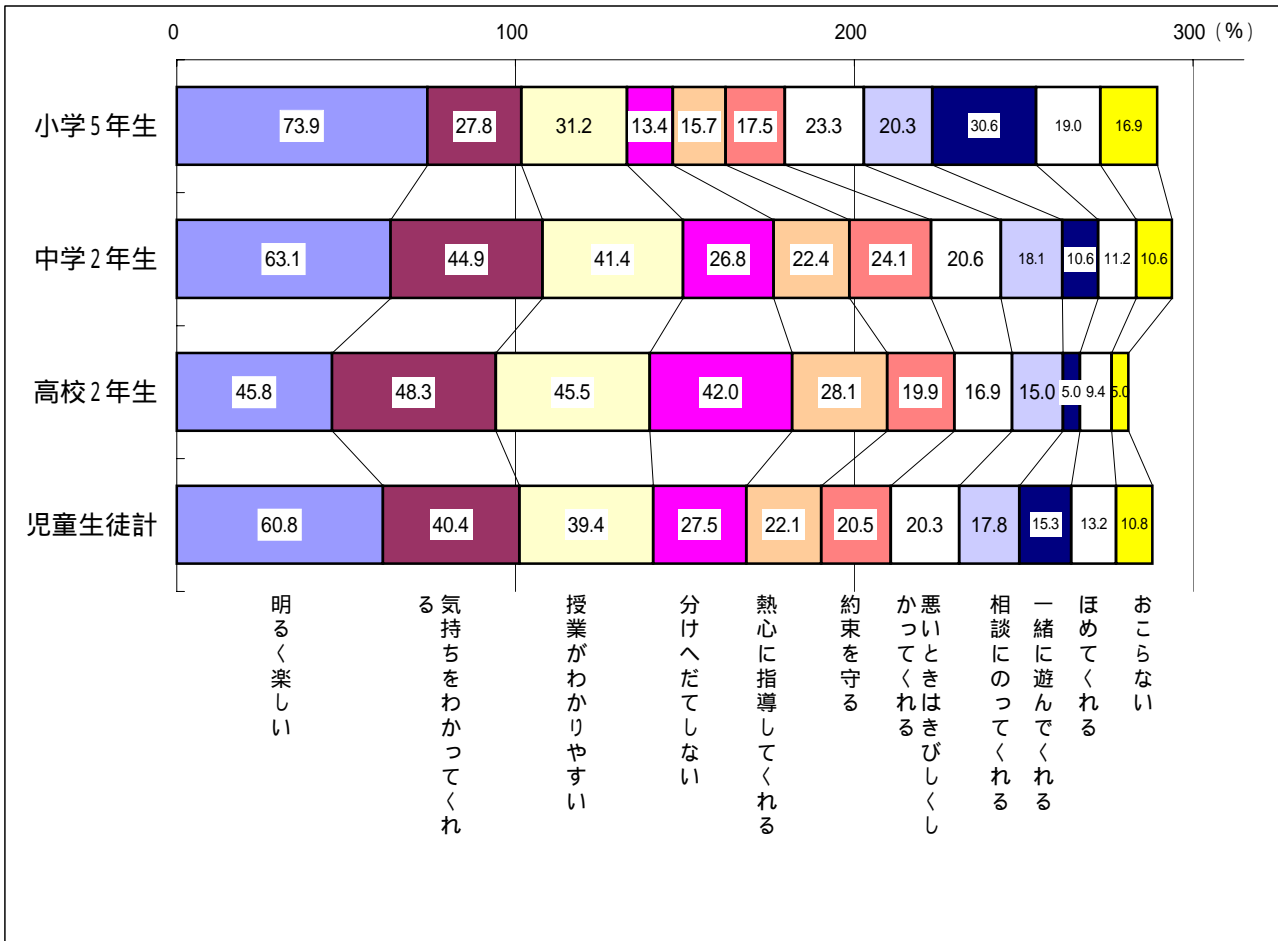 0 100 200 300 (%)
小学5年生 73.9 27.8 31.2 13.4 15.7 17.5 23.3 20.3 30.6 19.0 16.9
中学2年生 63.1 44.9 41.4 26.8 22.4 24.1 20.6 18.1 10.6 11.2 10.6
高校2年生 45.8 48.3 45.5 42.0 28.1 19.9 16.9 15.0 5.0 9.4 5.0
児童生徒計 60.8 40.4 39.4 27.5 22.1 20.5 20.3 17.8 15.3 13.2 10.8
明るく楽しい
気持ちをわかってくれ
る
授業がわかりやすい
分けへだてしない
熱心に指導してくれる
約束を守る
悪いときはきびしくし
かってくれる
相談にのってくれる
一緒に遊んでくれる
ほめてくれる
おこらない